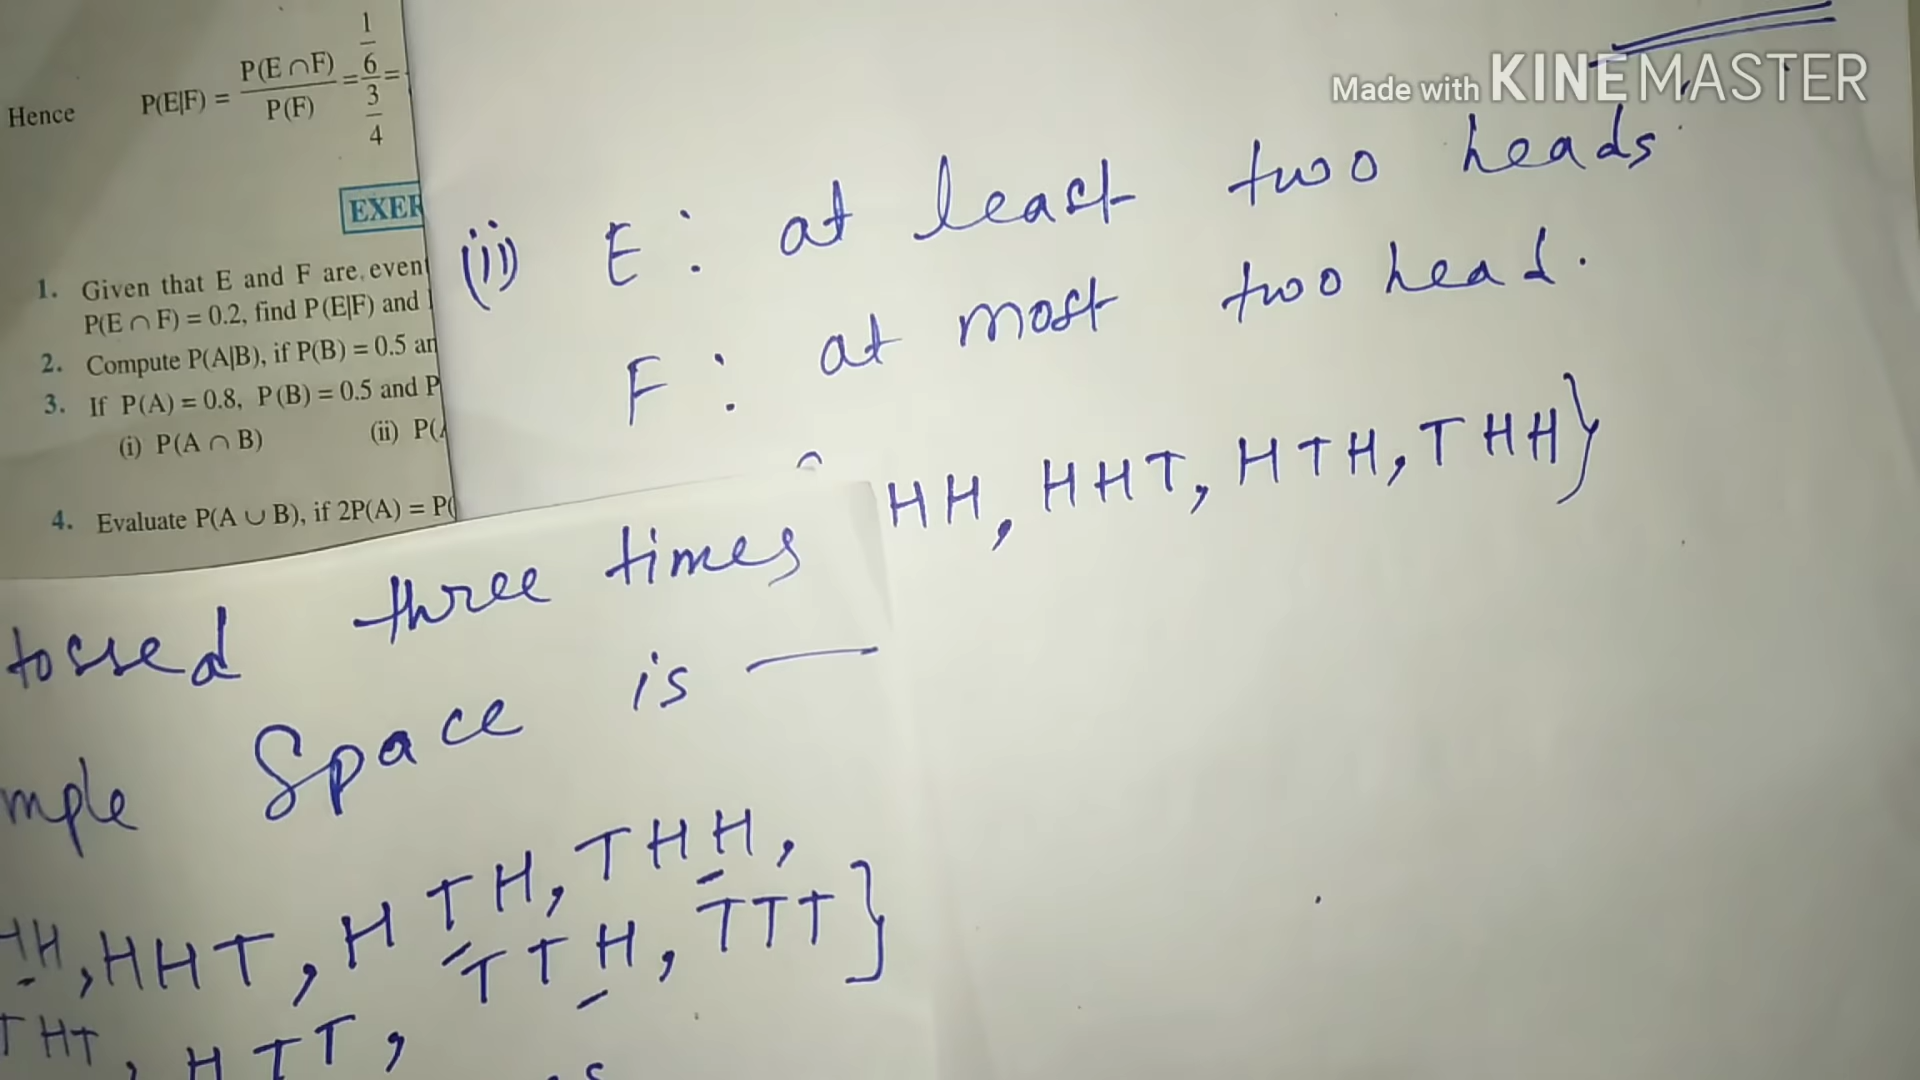 Made with KINEMASTER
Hence P(E|F) = P(E ∩ F) / P(F) = 1/6 / 3/4 =
EXER
1. Given that E and F are even
P(E ∩ F) = 0.2, find P(E|F) and
2. Compute P(A|B), if P(B) = 0.5 an
3. If P(A) = 0.8, P(B) = 0.5 and P
(i) P(A ∩ B) (ii) P(
4. Evaluate P(A ∪ B), if 2P(A) = P(
(ii) E : at least two heads
F : at most two head.
HH, HHT, HTH, THH}
tossed three times
mple Space is —
HH, HHT, HTH, THH,
THT, HTT, TTH, TTT}